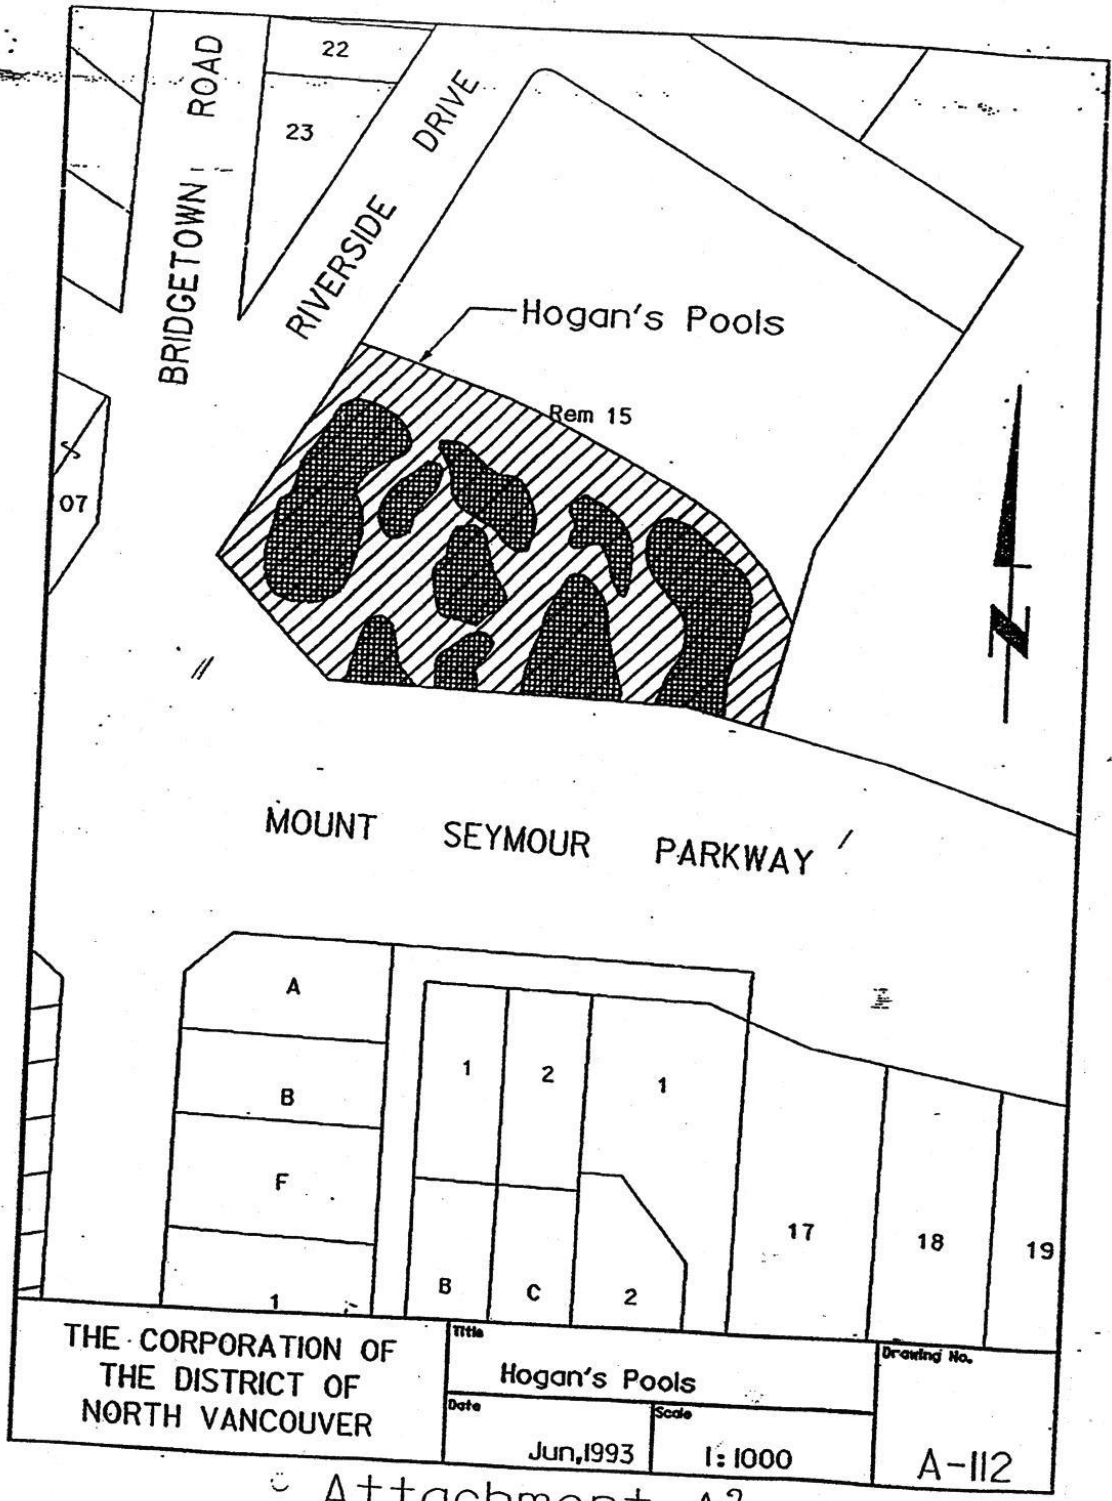 22
23
BRIDGETOWN ROAD
RIVERSIDE DRIVE
Hogan's Pools
Rem 15
07
N
MOUNT SEYMOUR PARKWAY
A
B
F
1
1
2
1
B
C
2
17
18
19
THE CORPORATION OF
THE DISTRICT OF
NORTH VANCOUVER
Title
Hogan's Pools
Date
Jun,1993
Scale
1:1000
Drawing No.
A-112
Attachment A2